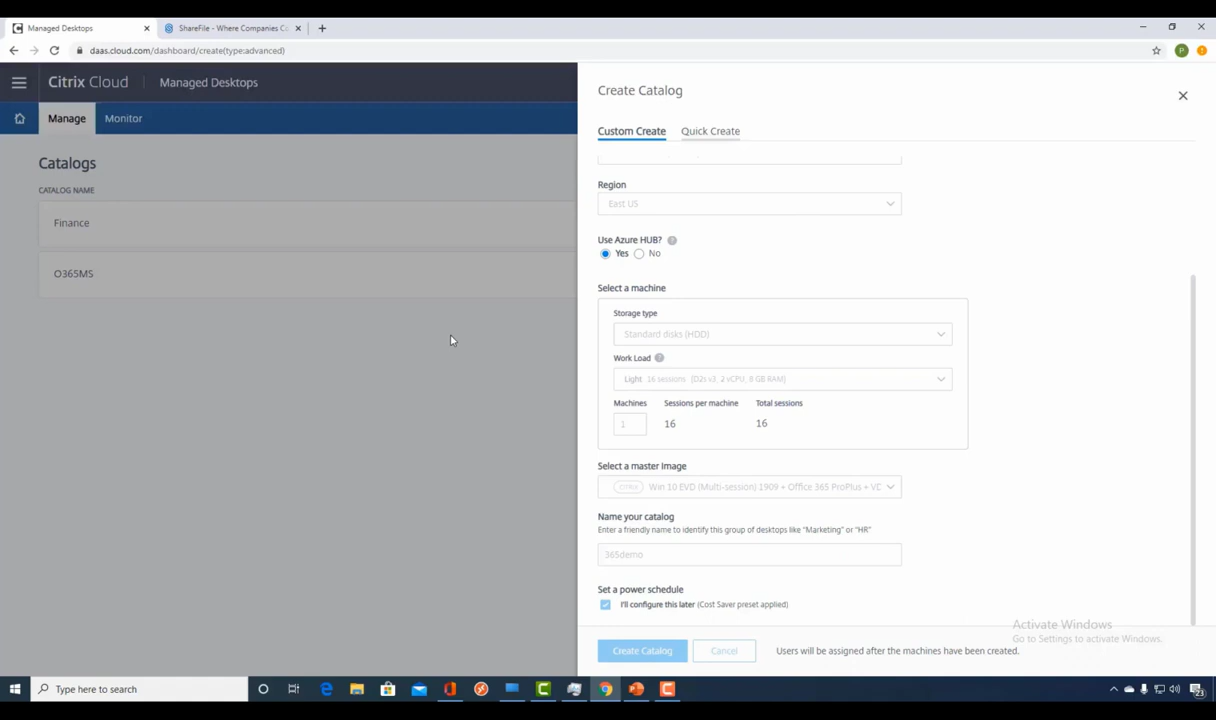 Managed Desktops
ShareFile - Where Companies Co
daas.cloud.com/dashboard/create(type:advanced)
P
Citrix Cloud
Managed Desktops
Manage
Monitor
Catalogs
CATALOG NAME
Finance
O365MS
Create Catalog
Custom Create
Quick Create
Region
East US
Use Azure HUB? ?
Yes
No
Select a machine
Storage type
Standard disks (HDD)
Work Load ?
Light 16 sessions (D2s v3, 2 vCPU, 8 GB RAM)
Machines
Sessions per machine
Total sessions
1
16
16
Select a master Image
citrix Win 10 EVD (Multi-session) 1909 + Office 365 ProPlus + VD
Name your catalog
Enter a friendly name to identify this group of desktops like "Marketing" or "HR"
365demo
Set a power schedule
I'll configure this later (Cost Saver preset applied)
Activate Windows
Go to Settings to activate Windows.
Create Catalog
Cancel
Users will be assigned after the machines have been created.
Type here to search
23